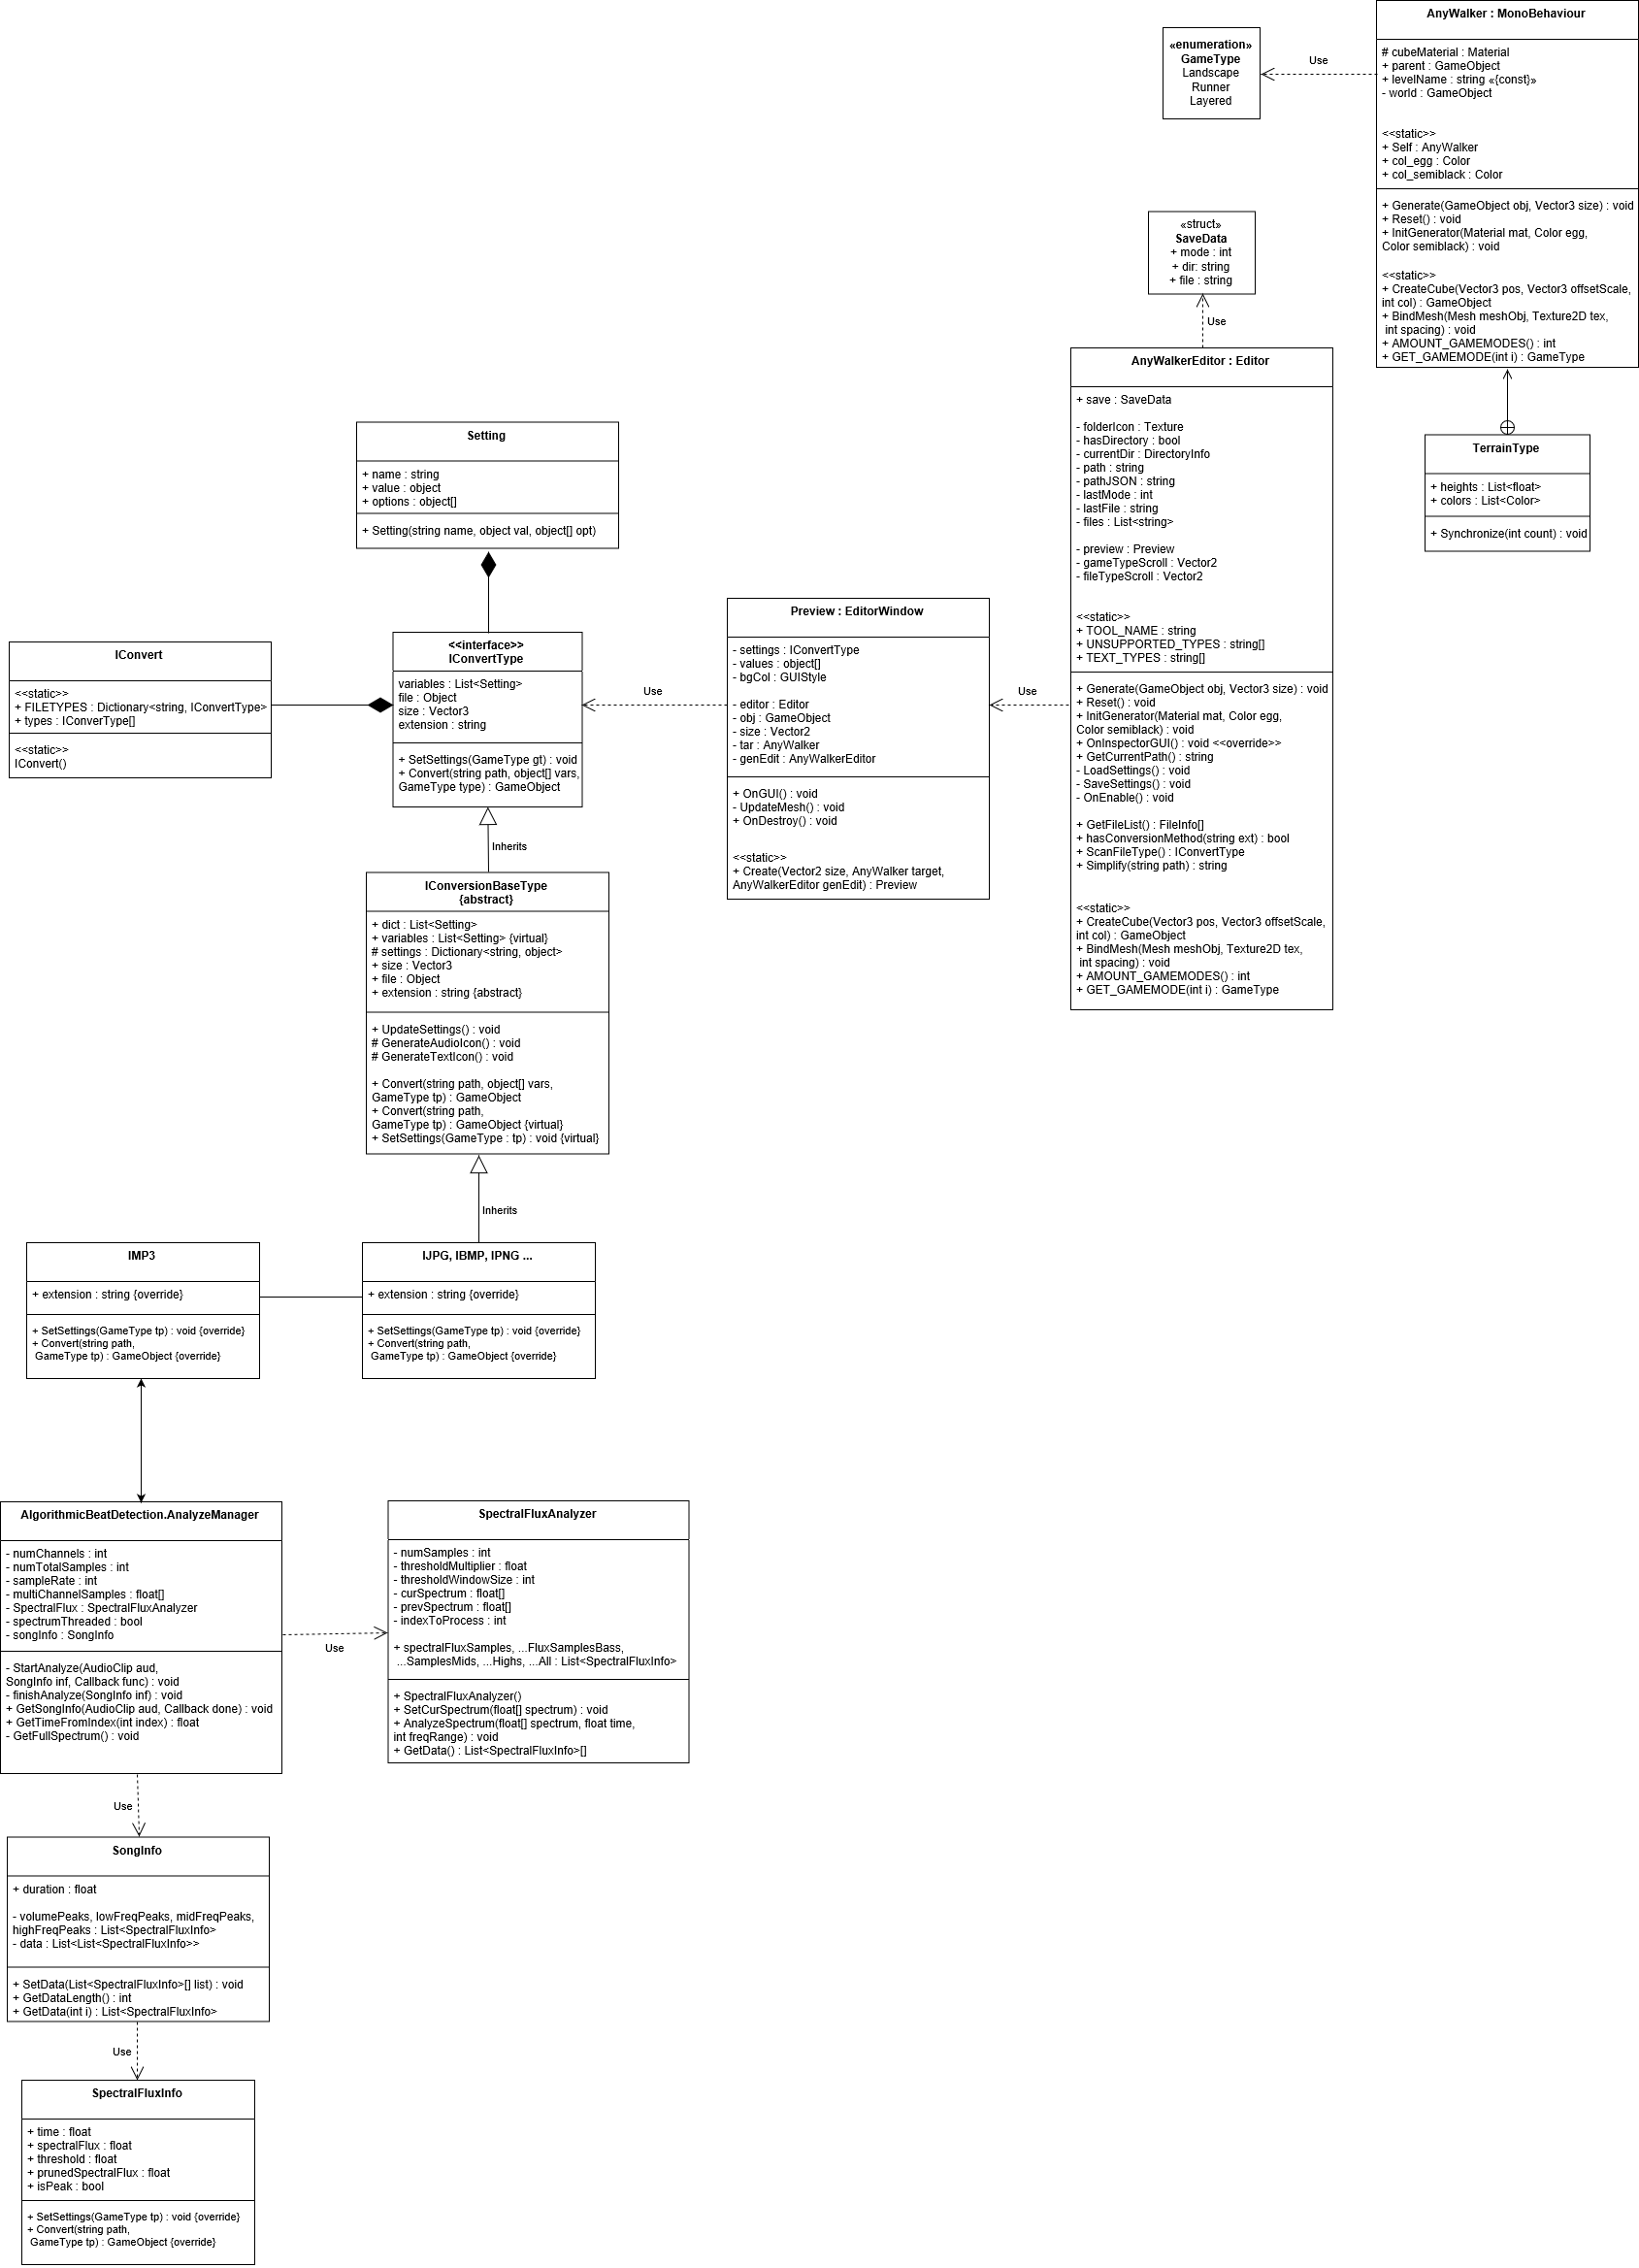 AnyWalker : MonoBehaviour
# cubeMaterial : Material
+ parent : GameObject
+ levelName : string «{const}»
- world : GameObject
<<static>>
+ Self : AnyWalker
+ col_egg : Color
+ col_semiblack : Color
+ Generate(GameObject obj, Vector3 size) : void
+ Reset() : void
+ InitGenerator(Material mat, Color egg,
Color semiblack) : void
<<static>>
+ CreateCube(Vector3 pos, Vector3 offsetScale,
int col) : GameObject
+ BindMesh(Mesh meshObj, Texture2D tex,
int spacing) : void
+ AMOUNT_GAMEMODES() : int
+ GET_GAMEMODE(int i) : GameType
Use
«enumeration»
GameType
Landscape
Runner
Layered
«struct»
SaveData
+ mode : int
+ dir: string
+ file : string
Use
TerrainType
+ heights : List<float>
+ colors : List<Color>
+ Synchronize(int count) : void
AnyWalkerEditor : Editor
+ save : SaveData
- folderIcon : Texture
- hasDirectory : bool
- currentDir : DirectoryInfo
- path : string
- pathJSON : string
- lastMode : int
- lastFile : string
- files : List<string>
- preview : Preview
- gameTypeScroll : Vector2
- fileTypeScroll : Vector2
<<static>>
+ TOOL_NAME : string
+ UNSUPPORTED_TYPES : string[]
+ TEXT_TYPES : string[]
+ Generate(GameObject obj, Vector3 size) : void
+ Reset() : void
+ InitGenerator(Material mat, Color egg,
Color semiblack) : void
+ OnInspectorGUI() : void <<override>>
+ GetCurrentPath() : string
- LoadSettings() : void
- SaveSettings() : void
- OnEnable() : void
+ GetFileList() : FileInfo[]
+ hasConversionMethod(string ext) : bool
+ ScanFileType() : IConvertType
+ Simplify(string path) : string
<<static>>
+ CreateCube(Vector3 pos, Vector3 offsetScale,
int col) : GameObject
+ BindMesh(Mesh meshObj, Texture2D tex,
int spacing) : void
+ AMOUNT_GAMEMODES() : int
+ GET_GAMEMODE(int i) : GameType
Use
Preview : EditorWindow
- settings : IConvertType
- values : object[]
- bgCol : GUIStyle
- editor : Editor
- obj : GameObject
- size : Vector2
- tar : AnyWalker
- genEdit : AnyWalkerEditor
+ OnGUI() : void
- UpdateMesh() : void
+ OnDestroy() : void
<<static>>
+ Create(Vector2 size, AnyWalker target,
AnyWalkerEditor genEdit) : Preview
Use
Setting
+ name : string
+ value : object
+ options : object[]
+ Setting(string name, object val, object[] opt)
IConvert
<<static>>
+ FILETYPES : Dictionary<string, IConvertType>
+ types : IConverType[]
<<static>>
IConvert()
<<interface>>
IConvertType
variables : List<Setting>
file : Object
size : Vector3
extension : string
+ SetSettings(GameType gt) : void
+ Convert(string path, object[] vars,
GameType type) : GameObject
Inherits
IConversionBaseType
{abstract}
+ dict : List<Setting>
+ variables : List<Setting> {virtual}
# settings : Dictionary<string, object>
+ size : Vector3
+ file : Object
+ extension : string {abstract}
+ UpdateSettings() : void
# GenerateAudioIcon() : void
# GenerateTextIcon() : void
+ Convert(string path, object[] vars,
GameType tp) : GameObject
+ Convert(string path,
GameType tp) : GameObject {virtual}
+ SetSettings(GameType : tp) : void {virtual}
Inherits
IMP3
+ extension : string {override}
+ SetSettings(GameType tp) : void {override}
+ Convert(string path,
GameType tp) : GameObject {override}
IJPG, IBMP, IPNG ...
+ extension : string {override}
+ SetSettings(GameType tp) : void {override}
+ Convert(string path,
GameType tp) : GameObject {override}
AlgorithmicBeatDetection.AnalyzeManager
- numChannels : int
- numTotalSamples : int
- sampleRate : int
- multiChannelSamples : float[]
- SpectralFlux : SpectralFluxAnalyzer
- spectrumThreaded : bool
- songInfo : SongInfo
- StartAnalyze(AudioClip aud,
SongInfo inf, Callback func) : void
- finishAnalyze(SongInfo inf) : void
+ GetSongInfo(AudioClip aud, Callback done) : void
+ GetTimeFromIndex(int index) : float
- GetFullSpectrum() : void
Use
SpectralFluxAnalyzer
- numSamples : int
- thresholdMultiplier : float
- thresholdWindowSize : int
- curSpectrum : float[]
- prevSpectrum : float[]
- indexToProcess : int
+ spectralFluxSamples, ...FluxSamplesBass,
...SamplesMids, ...Highs, ...All : List<SpectralFluxInfo>
+ SpectralFluxAnalyzer()
+ SetCurSpectrum(float[] spectrum) : void
+ AnalyzeSpectrum(float[] spectrum, float time,
int freqRange) : void
+ GetData() : List<SpectralFluxInfo>[]
Use
SongInfo
+ duration : float
- volumePeaks, lowFreqPeaks, midFreqPeaks,
highFreqPeaks : List<SpectralFluxInfo>
- data : List<List<SpectralFluxInfo>>
+ SetData(List<SpectralFluxInfo>[] list) : void
+ GetDataLength() : int
+ GetData(int i) : List<SpectralFluxInfo>
Use
SpectralFluxInfo
+ time : float
+ spectralFlux : float
+ threshold : float
+ prunedSpectralFlux : float
+ isPeak : bool
+ SetSettings(GameType tp) : void {override}
+ Convert(string path,
GameType tp) : GameObject {override}